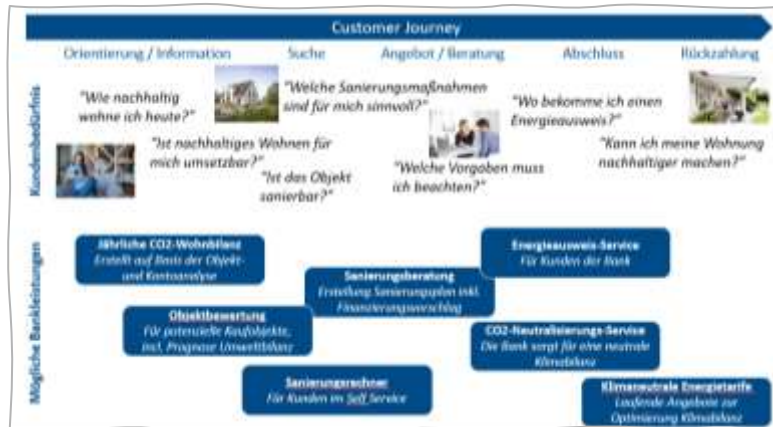 Customer Journey
Orientierung / Information
Suche
Angebot / Beratung
Abschluss
Rückzahlung
Kundenbedürfnis
"Wie nachhaltig
wohne ich heute?"
"Welche Sanierungsmaßnahmen
sind für mich sinnvoll?"
"Wo bekomme ich einen
Energieausweis?"
"Ist nachhaltiges Wohnen für
mich umsetzbar?"
"Ist das Objekt
sanierbar?"
"Welche Vorgaben muss
ich beachten?"
"Kann ich meine Wohnung
nachhaltiger machen?"
Mögliche Bankleistungen
Jährliche CO2-Wohnbilanz
Erstellt auf Basis der Objekt-
und Kontoanalyse
Energieausweis-Service
Für Kunden der Bank
Sanierungsberatung
Erstellung Sanierungsplan inkl.
Finanzierungsvorschlag
Objektbewertung
Für potenzielle Kaufobjekte,
incl. Prognose Umweltbilanz
CO2-Neutralisierungs-Service
Die Bank sorgt für eine neutrale
Klimabilanz
Sanierungsrechner
Für Kunden im Self Service
Klimaneutrale Energietarife
Laufende Angebote zur
Optimierung Klimabilanz